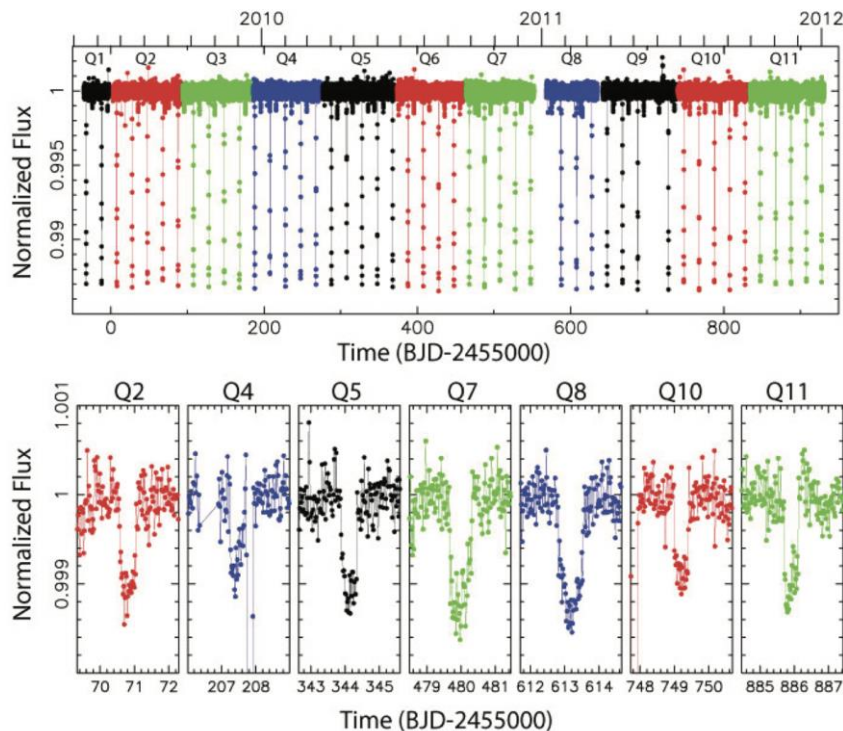 2010 2011 2012
Q1 Q2 Q3 Q4 Q5 Q6 Q7 Q8 Q9 Q10 Q11
1
0.995
0.99
Normalized Flux
0 200 400 600 800
Time (BJD-2455000)
Q2 Q4 Q5 Q7 Q8 Q10 Q11
1.001
1
0.999
Normalized Flux
70 71 72 207 208 343 344 345 479 480 481 612 613 614 748 749 750 885 886 887
Time (BJD-2455000)